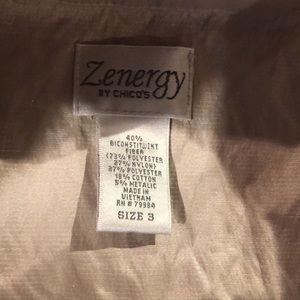 Zenergy
BY CHICO'S
40%
BICONSTITUINT
FIBER
(73% POLYESTER
27% NYLON)
37% POLYESTER
18% COTTON
5% METALIC
MADE IN
VIETNAM
RN # 79984
SIZE 3